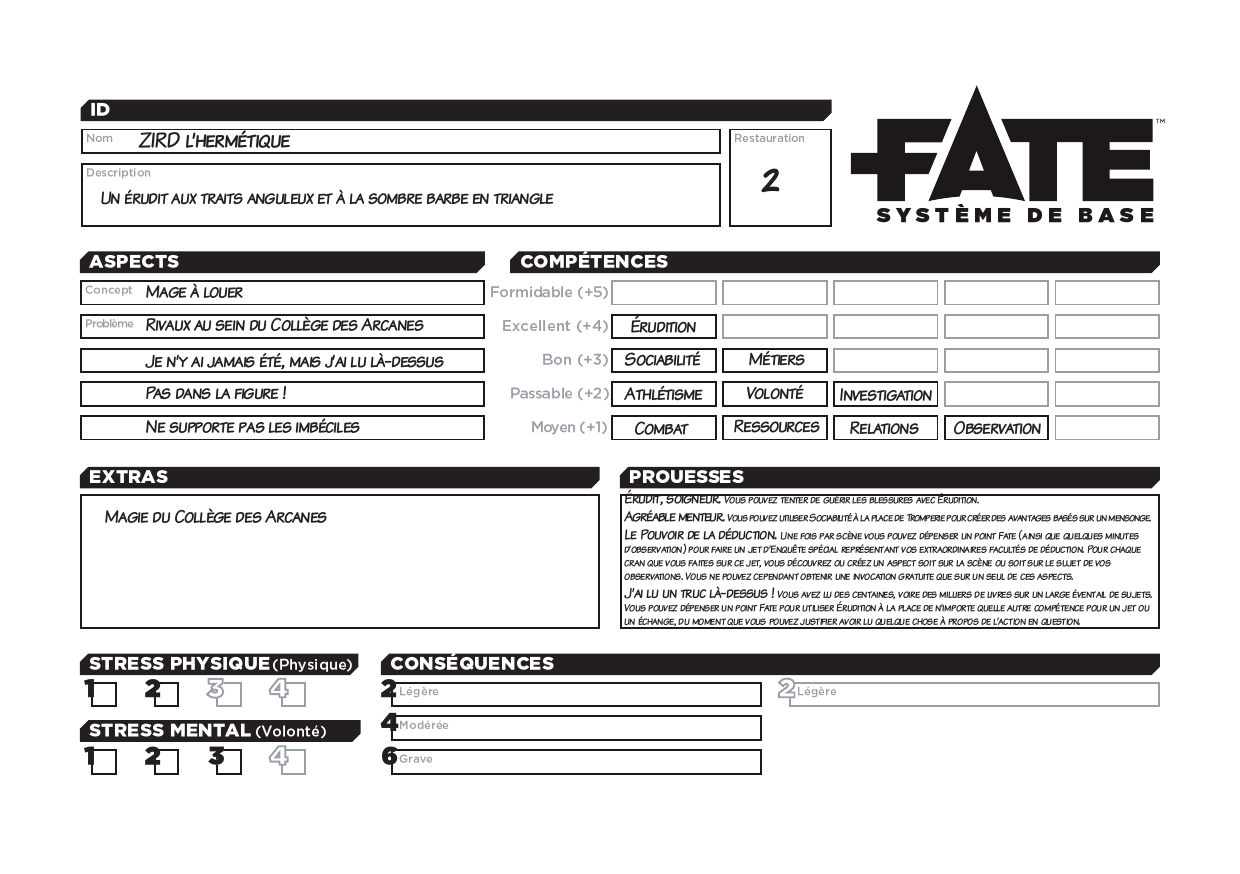 ID
Nom ZIRD L'HERMÉTIQUE
Restauration
2
Description
UN ÉRUDIT AUX TRAITS ANGULEUX ET À LA SOMBRE BARBE EN TRIANGLE
FATE™
SYSTÈME DE BASE
ASPECTS
Concept MAGE À LOUER
Problème RIVAUX AU SEIN DU COLLÈGE DES ARCANES
JE N'Y AI JAMAIS ÉTÉ, MAIS J'AI LU LÀ-DESSUS
PAS DANS LA FIGURE !
NE SUPPORTE PAS LES IMBÉCILES
COMPÉTENCES
Formidable (+5)
Excellent (+4) ÉRUDITION
Bon (+3) SOCIABILITÉ MÉTIERS
Passable (+2) ATHLÉTISME VOLONTÉ INVESTIGATION
Moyen (+1) COMBAT RESSOURCES RELATIONS OBSERVATION
EXTRAS
MAGIE DU COLLÈGE DES ARCANES
PROUESSES
ÉRUDIT, SOIGNEUR. VOUS POUVEZ TENTER DE GUÉRIR LES BLESSURES AVEC ÉRUDITION.
AGRÉABLE MENTEUR. VOUS POUVEZ UTILISER SOCIABILITÉ À LA PLACE DE TROMPERIE POUR CRÉER DES AVANTAGES BASÉS SUR UN MENSONGE.
LE POUVOIR DE LA DÉDUCTION. UNE FOIS PAR SCÈNE VOUS POUVEZ DÉPENSER UN POINT FATE (AINSI QUE QUELQUES MINUTES
D'OBSERVATION) POUR FAIRE UN JET D'ENQUÊTE SPÉCIAL REPRÉSENTANT VOS EXTRAORDINAIRES FACULTÉS DE DÉDUCTION. POUR CHAQUE
CRAN QUE VOUS FAITES SUR CE JET, VOUS DÉCOUVREZ OU CRÉEZ UN ASPECT SOIT SUR LA SCÈNE OU SOIT SUR LE SUJET DE VOS
OBSERVATIONS. VOUS NE POUVEZ CEPENDANT OBTENIR UNE INVOCATION GRATUITE QUE SUR UN SEUL DE CES ASPECTS.
J'AI LU UN TRUC LÀ-DESSUS ! VOUS AVEZ LU DES CENTAINES, VOIRE DES MILLIERS DE LIVRES SUR UN LARGE ÉVENTAIL DE SUJETS.
VOUS POUVEZ DÉPENSER UN POINT FATE POUR UTILISER ÉRUDITION À LA PLACE DE N'IMPORTE QUELLE AUTRE COMPÉTENCE POUR UN JET OU
UN ÉCHANGE, DU MOMENT QUE VOUS POUVEZ JUSTIFIER AVOIR LU QUELQUE CHOSE À PROPOS DE L'ACTION EN QUESTION.
STRESS PHYSIQUE (Physique)
1 2 3 4
STRESS MENTAL (Volonté)
1 2 3 4
CONSÉQUENCES
2 Légère 2 Légère
4 Modérée
6 Grave